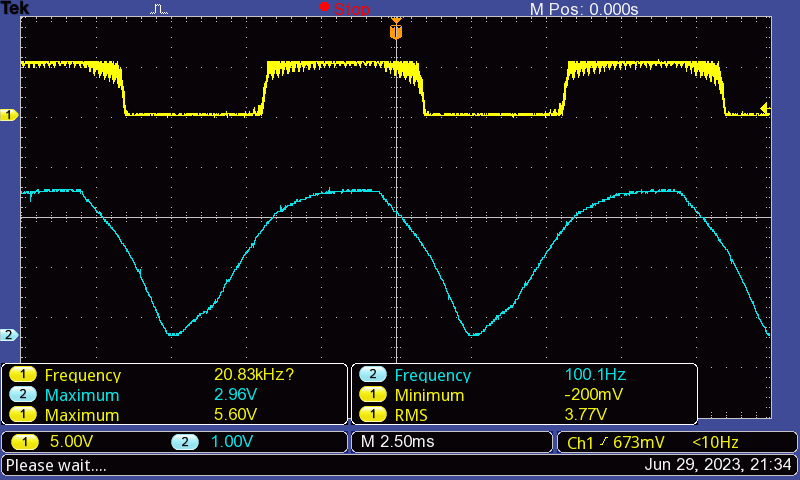 Tek Stop M Pos: 0.000s
T
1
2
1 Frequency 20.83kHz? 2 Frequency 100.1Hz
2 Maximum 2.96V 1 Minimum -200mV
1 Maximum 5.60V 1 RMS 3.77V
1 5.00V 2 1.00V M 2.50ms Ch1 673mV <10Hz
Please wait.... Jun 29, 2023, 21:34